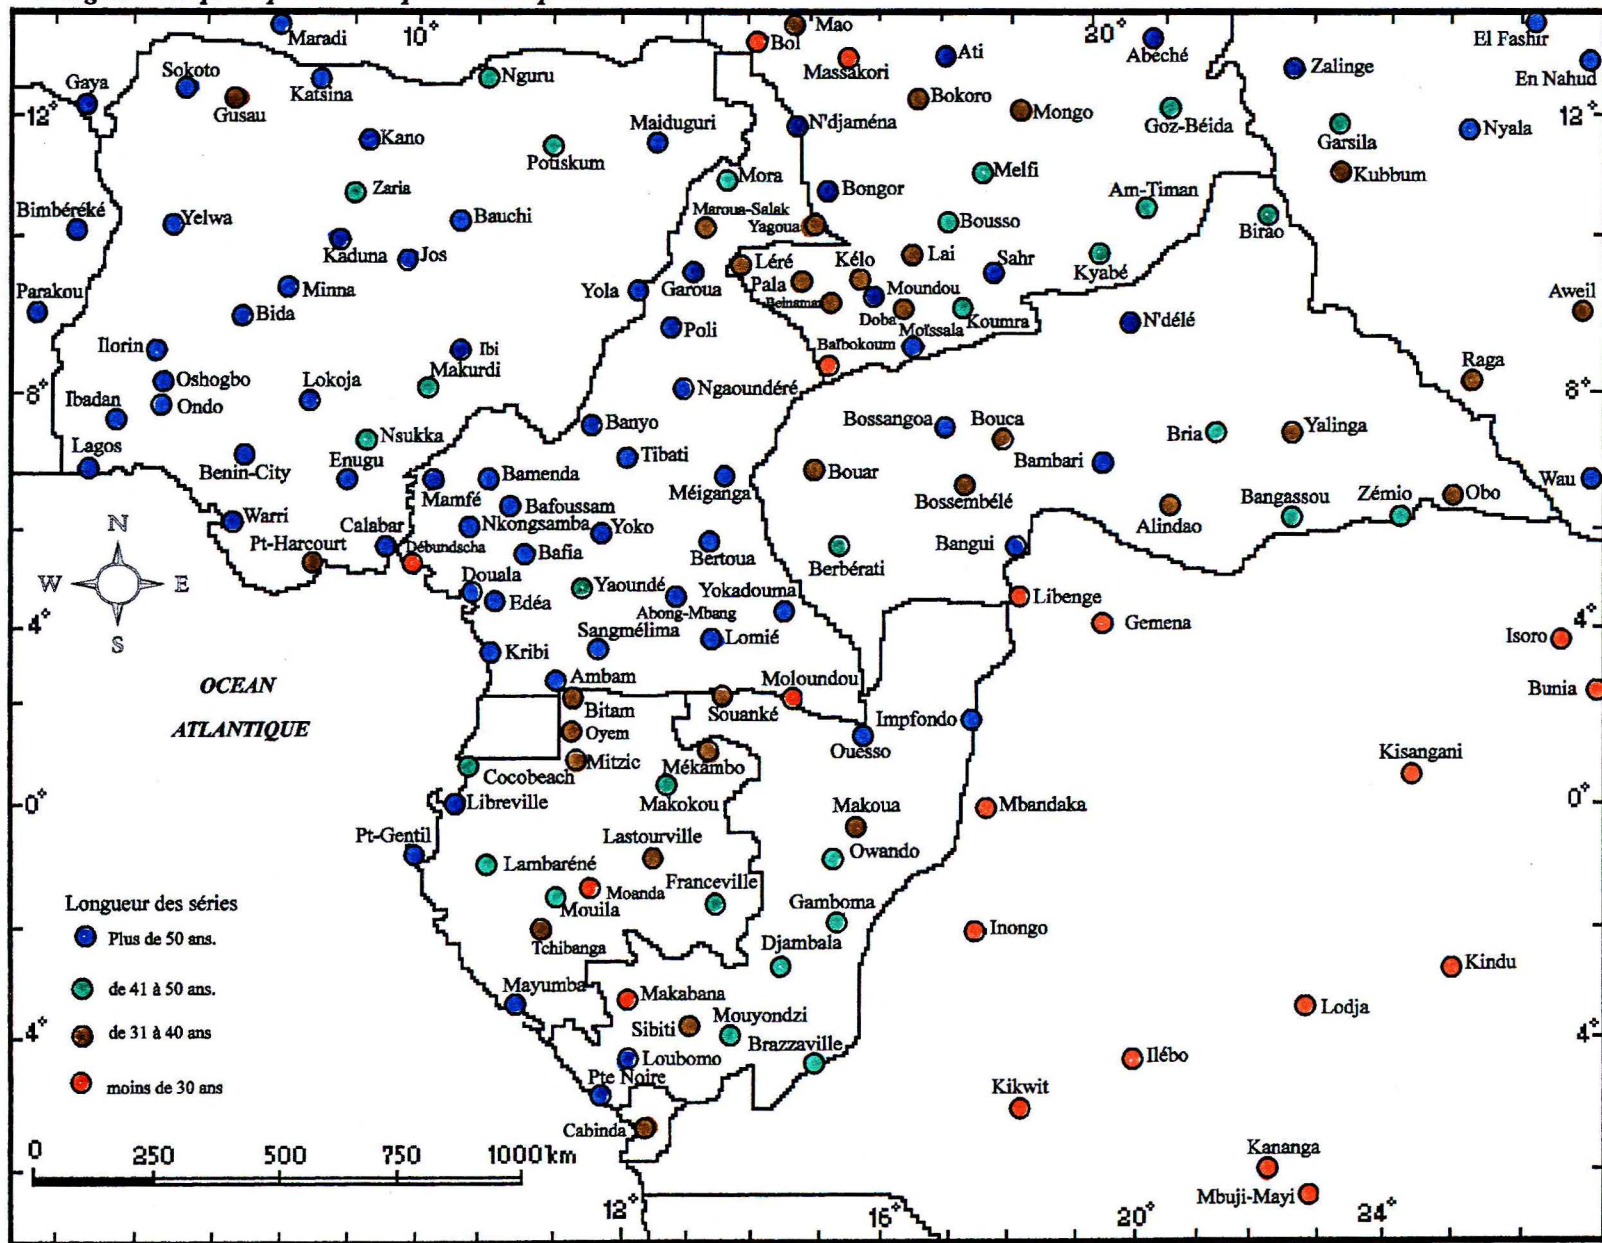 Maradi
10°
Mao
Bol
Massakori
Ati
20°
Abeché
El Fashir
Zalinge
En Nahud
Gaya
Sokoto
Gusau
Katsina
Nguru
Bokoro
Mongo
12°
N'djaména
Goz-Béida
Garsila
Nyala
12°
Kano
Maiduguri
Potiskum
Zaria
Mora
Bongor
Melfi
Kubbum
Am-Timan
Bimbéréké
Yelwa
Bauchi
Maroua-Salak
Yagoua
Bousso
Birao
Kaduna
Jos
Léré
Kélo
Lai
Sahr
Kyabé
Parakou
Minna
Bida
Yola
Garoua
Pala
Beinamar
Moundou
Doba
Koumra
Aweil
Poli
Moïssala
N'délé
Ilorin
Ibi
Baïbokoum
Makurdi
Oshogbo
Lokoja
Raga
8°
Ibadan
Ondo
Ngaoundéré
8°
Banyo
Bossangoa
Bouca
Bria
Yalinga
Lagos
Nsukka
Benin-City
Enugu
Tibati
Bambari
Bamenda
Bouar
Mamfé
Méiganga
Bossembélé
Bangassou
Zémio
Obo
Wau
Bafoussam
Alindao
Warri
N
Calabar
Nkongsamba
Yoko
Pt-Harcourt
Débundscha
Bafia
Bertoua
Bangui
W
E
Berbérati
Douala
Yaoundé
Yokadouma
Edéa
Abong-Mbang
Libenge
S
4°
Gemena
4°
Isoro
Sangmélima
Lomié
Kribi
Ambam
Moloundou
Bunia
OCEAN
ATLANTIQUE
Bitam
Souanké
Impfondo
Oyem
Ouesso
Kisangani
Mitzic
Mékambo
Cocobeach
Makokou
0°
Libreville
Makoua
Mbandaka
0°
Pt-Gentil
Lastourville
Owando
Lambaréné
Moanda
Franceville
Longueur des séries
Mouila
Gamboma
Plus de 50 ans.
Tchibanga
Djambala
Inongo
Kindu
de 41 à 50 ans.
Mayumba
Makabana
Lodja
de 31 à 40 ans
Sibiti
Mouyondzi
4°
Brazzaville
4°
Loubomo
Ilébo
moins de 30 ans
Pte Noire
Kikwit
Cabinda
0
250
500
750
1000km
Kananga
Mbuji-Mayi
12°
16°
20°
24°